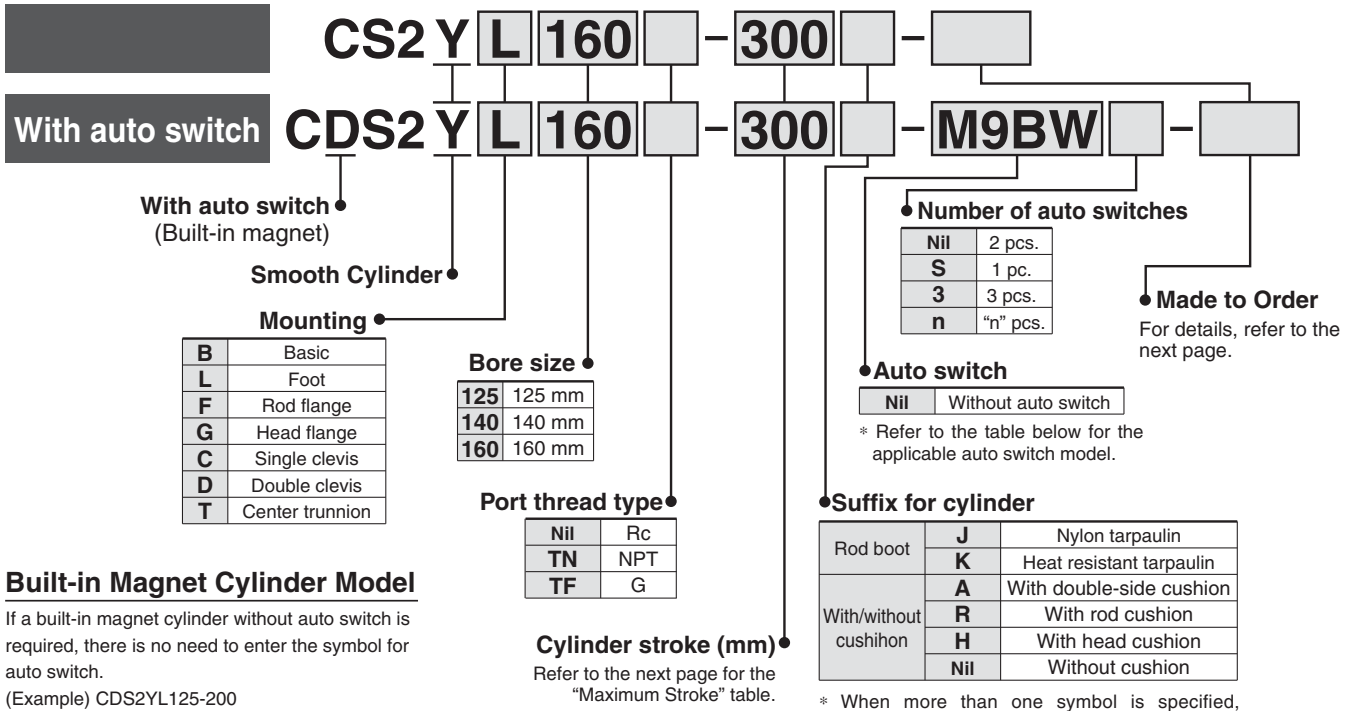 CS2 Y L 160 – 300 –
With auto switch CDS2 Y L 160 – 300 – M9BW –
With auto switch
(Built-in magnet)
Smooth Cylinder
Mounting
B Basic
L Foot
F Rod flange
G Head flange
C Single clevis
D Double clevis
T Center trunnion
Bore size
125 125 mm
140 140 mm
160 160 mm
Port thread type
Nil Rc
TN NPT
TF G
Cylinder stroke (mm)
Refer to the next page for the
“Maximum Stroke” table.
Number of auto switches
Nil 2 pcs.
S 1 pc.
3 3 pcs.
n “n” pcs.
Made to Order
For details, refer to the
next page.
Auto switch
Nil Without auto switch
* Refer to the table below for the
applicable auto switch model.
Suffix for cylinder
Rod boot
J Nylon tarpaulin
K Heat resistant tarpaulin
With/without
cushihon
A With double-side cushion
R With rod cushion
H With head cushion
Nil Without cushion
* When more than one symbol is specified,
Built-in Magnet Cylinder Model
If a built-in magnet cylinder without auto switch is
required, there is no need to enter the symbol for
auto switch.
(Example) CDS2YL125-200